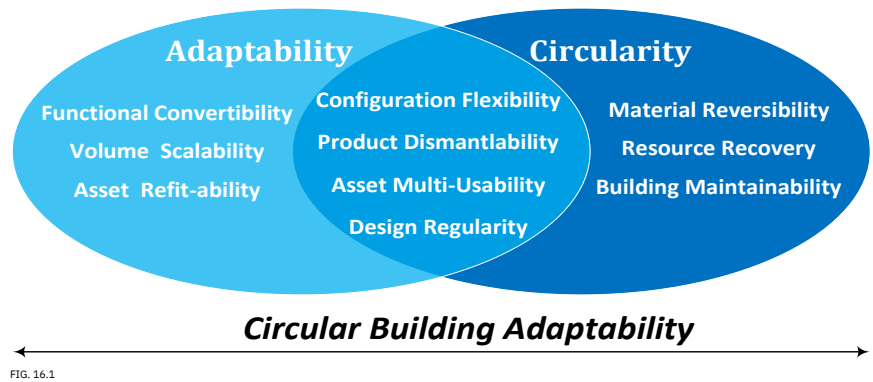 Adaptability
Circularity
Functional Convertibility
Volume Scalability
Asset Refit-ability
Configuration Flexibility
Product Dismantlability
Asset Multi-Usability
Design Regularity
Material Reversibility
Resource Recovery
Building Maintainability
Circular Building Adaptability
FIG. 16.1